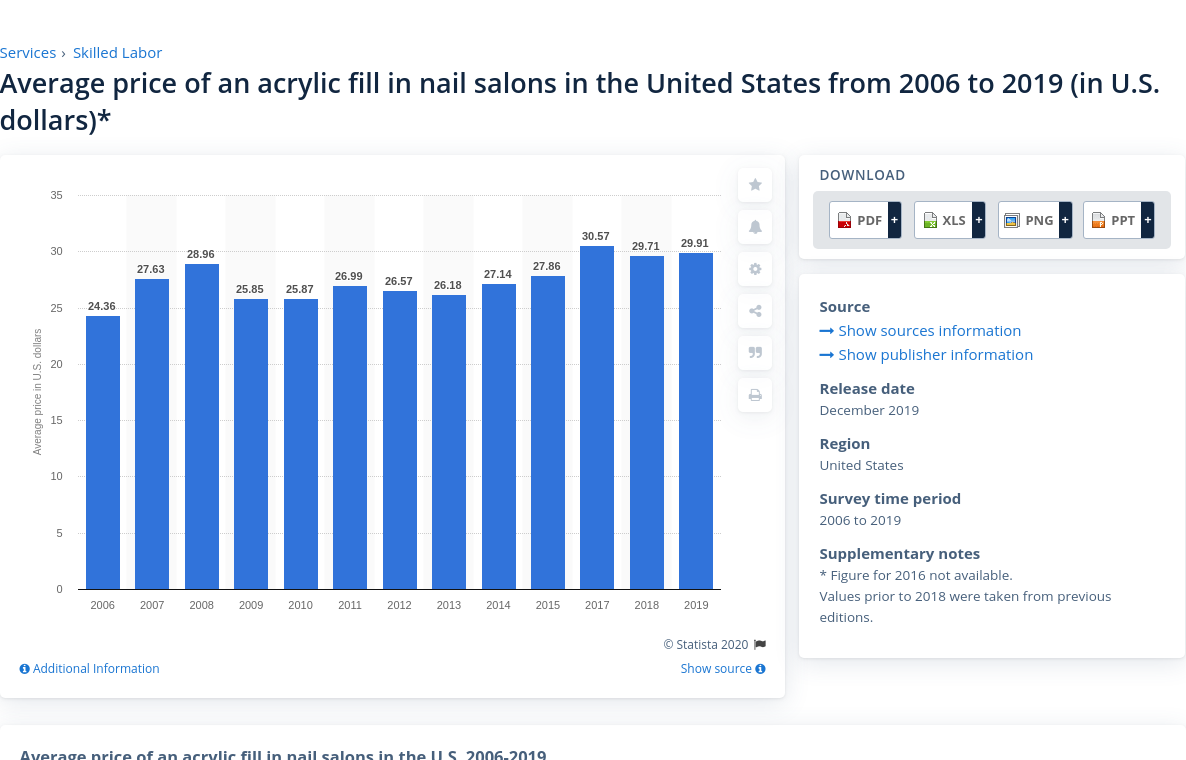 Services › Skilled Labor
Average price of an acrylic fill in nail salons in the United States from 2006 to 2019 (in U.S.
dollars)*
35
30
25
20
15
10
5
0
Average price in U.S. dollars
24.36
27.63
28.96
25.85
25.87
26.99
26.57
26.18
27.14
27.86
30.57
29.71
29.91
2006 2007 2008 2009 2010 2011 2012 2013 2014 2015 2017 2018 2019
© Statista 2020
Additional Information
Show source
DOWNLOAD
PDF + XLS + PNG + PPT +
Source
Show sources information
Show publisher information
Release date
December 2019
Region
United States
Survey time period
2006 to 2019
Supplementary notes
* Figure for 2016 not available.
Values prior to 2018 were taken from previous
editions.
Average price of an acrylic fill in nail salons in the U.S. 2006-2019